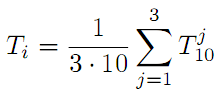 T_i = \frac{1}{3 \cdot 10} \sum_{j=1}^{3} T_{10}^{j}